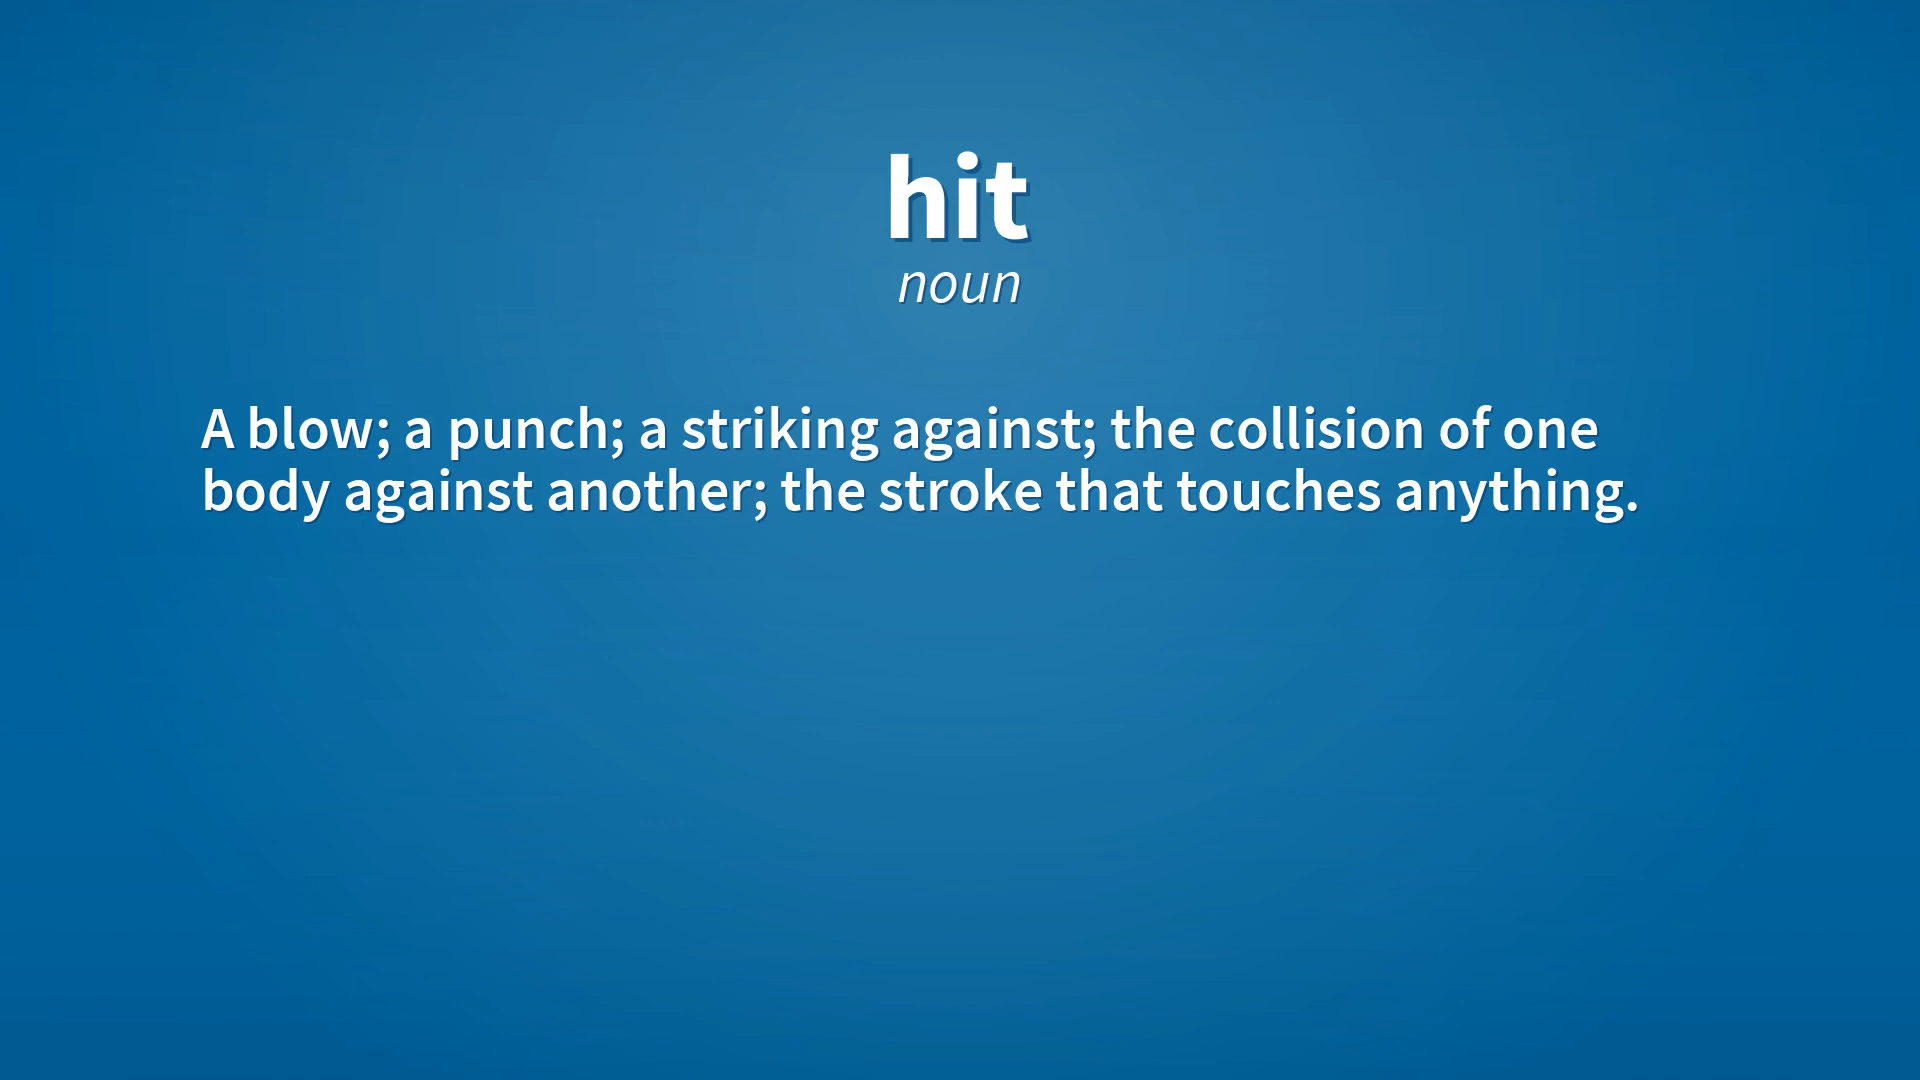 hit
noun
A blow; a punch; a striking against; the collision of one
body against another; the stroke that touches anything.